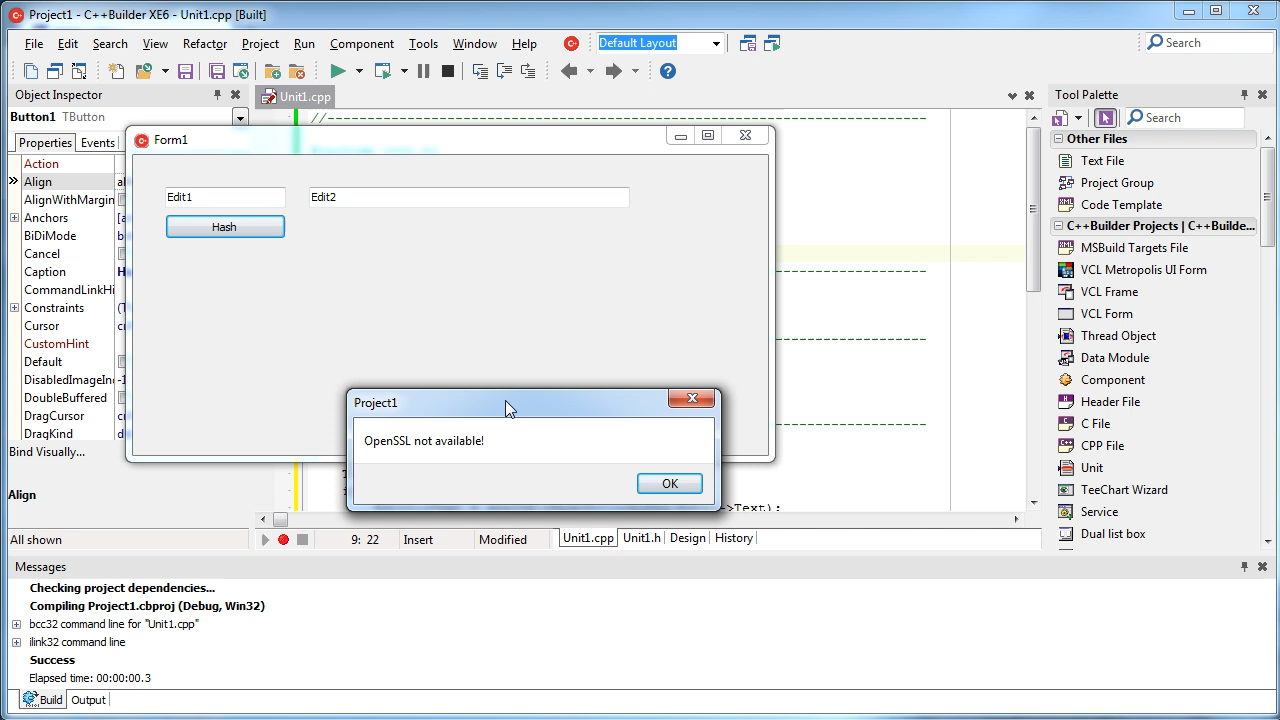 Project1 - C++Builder XE6 - Unit1.cpp [Built]
File Edit Search View Refactor Project Run Component Tools Window Help
Default Layout
Search
Object Inspector
Unit1.cpp
Tool Palette
Button1 TButton
Search
Properties Events
Action
Align
AlignWithMargin
Anchors
BiDiMode
Cancel
Caption
CommandLinkHi
Constraints
Cursor
CustomHint
Default
DisabledImageInd
DoubleBuffered
DragCursor
DragKind
Bind Visually...
Align
All shown
Form1
Edit1
Edit2
Hash
Project1
OpenSSL not available!
OK
->Text);
9: 22
Insert
Modified
Unit1.cpp Unit1.h Design History
Other Files
Text File
Project Group
Code Template
C++Builder Projects | C++Builde...
MSBuild Targets File
VCL Metropolis UI Form
VCL Frame
VCL Form
Thread Object
Data Module
Component
Header File
C File
CPP File
Unit
TeeChart Wizard
Service
Dual list box
Messages
Checking project dependencies...
Compiling Project1.cbproj (Debug, Win32)
bcc32 command line for "Unit1.cpp"
ilink32 command line
Success
Elapsed time: 00:00:00.3
Build Output